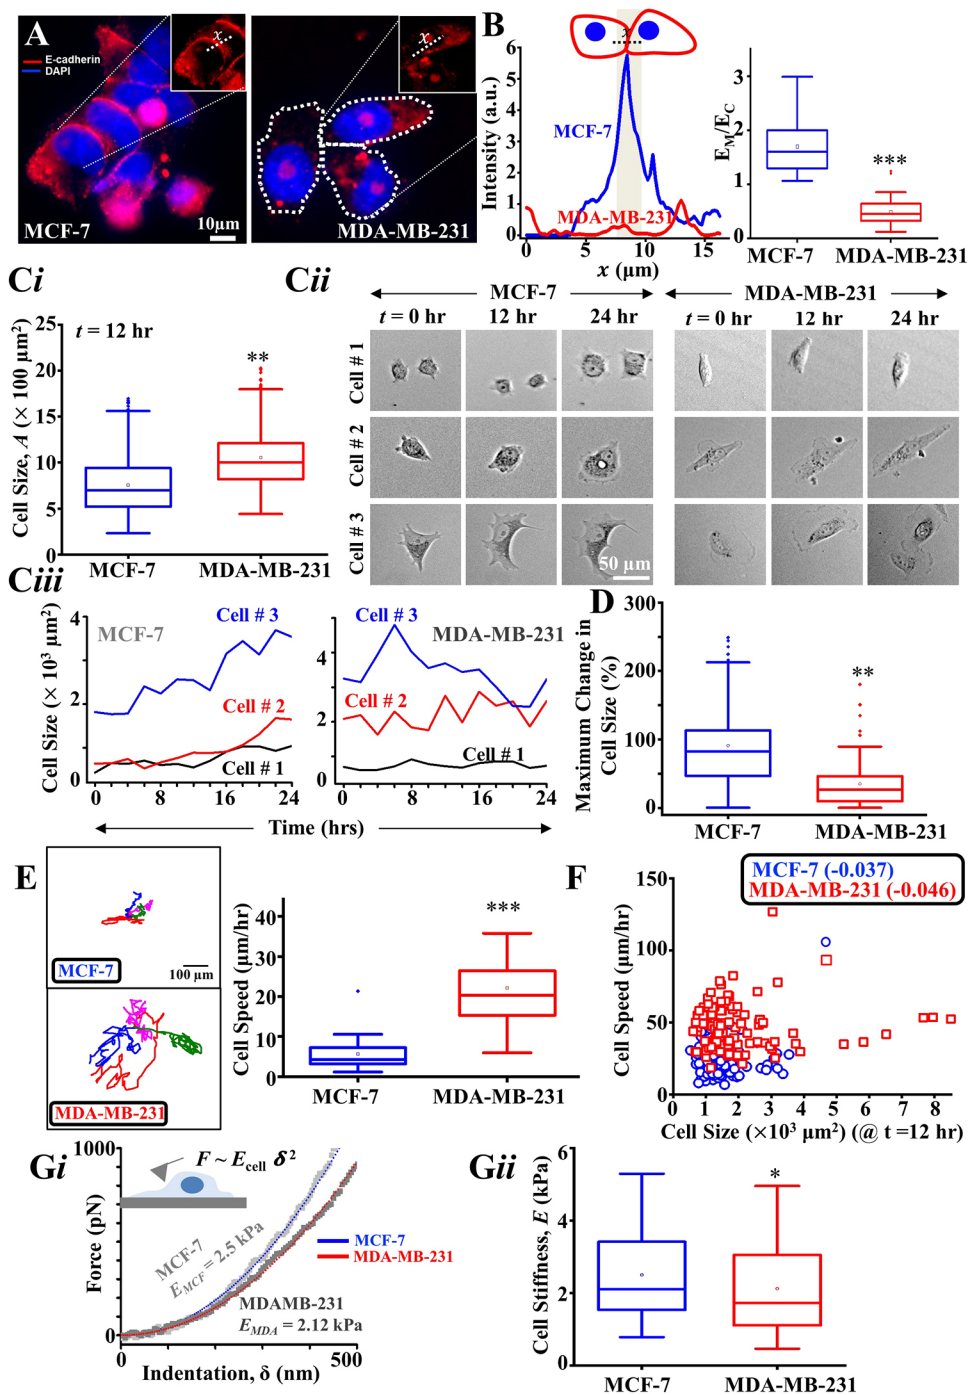 A
E-cadherin
DAPI
x
MCF-7
10μm
x
MDA-MB-231
B
x
Intensity (a.u.)
6
5
4
3
2
1
0
MCF-7
MDA-MB-231
0 5 10 15
x (μm)
E_M/E_C
3
2
1
0
***
MCF-7
MDA-MB-231
Ci
t = 12 hr
Cell Size, A (× 100 μm²)
25
20
15
10
5
0
**
MCF-7
MDA-MB-231
Cii
MCF-7
MDA-MB-231
t = 0 hr 12 hr 24 hr
t = 0 hr 12 hr 24 hr
Cell # 1
Cell # 2
Cell # 3
50 μm
Ciii
Cell Size (× 10³ μm²)
4
2
0
MCF-7
Cell # 3
Cell # 2
Cell # 1
0 4 8 12 16 20 24
4
2
0
Cell # 3
MDA-MB-231
Cell # 2
Cell # 1
0 4 8 12 16 20 24
Time (hrs)
D
Maximum Change in
Cell Size (%)
300
200
100
0
**
MCF-7
MDA-MB-231
E
MCF-7
100 μm
MDA-MB-231
Cell Speed (μm/hr)
40
30
20
10
0
***
MCF-7
MDA-MB-231
F
MCF-7 (-0.037)
MDA-MB-231 (-0.046)
Cell Speed (μm/hr)
150
100
50
0
0 1 2 3 4 5 6 7 8
Cell Size (×10³ μm²) (@ t =12 hr)
Gi
Force (pN)
1000
0
F ~ E_cell δ²
MCF-7
E_MCF = 2.5 kPa
MCF-7
MDA-MB-231
MDAMB-231
E_MDA = 2.12 kPa
0 500
Indentation, δ (nm)
Gii
Cell Stiffness, E (kPa)
6
4
2
0
*
MCF-7
MDA-MB-231